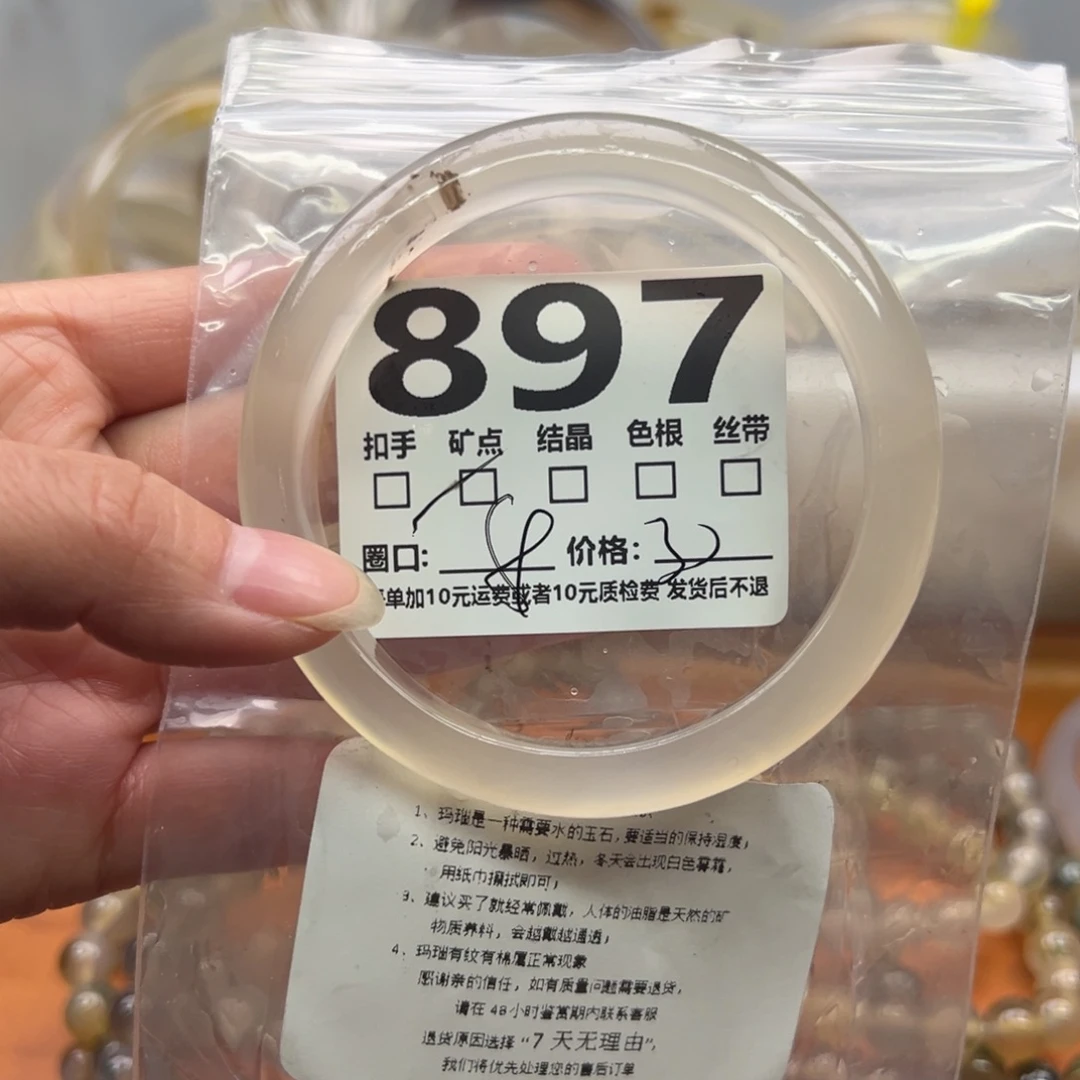 897
扣手 矿点 结晶 色根 丝带
圈口: 价格:
单加10元运费或者10元质检费 发货后不退
1、玛瑙是一种需要水的玉石,要适当的保持湿度,
2、避免阳光暴晒,过热,冬天会出现白色雾霜,
用纸巾擦拭即可,
3、建议买了就经常佩戴,人体的油脂是天然的矿
物质养料,会越戴越通透,
4、玛瑙有纹有棉属正常现象
感谢亲的信任,如有质量问题需要退货,
请在48小时鉴赏期内联系客服
退货原因选择“7天无理由”,
我们将优先处理您的售后订单